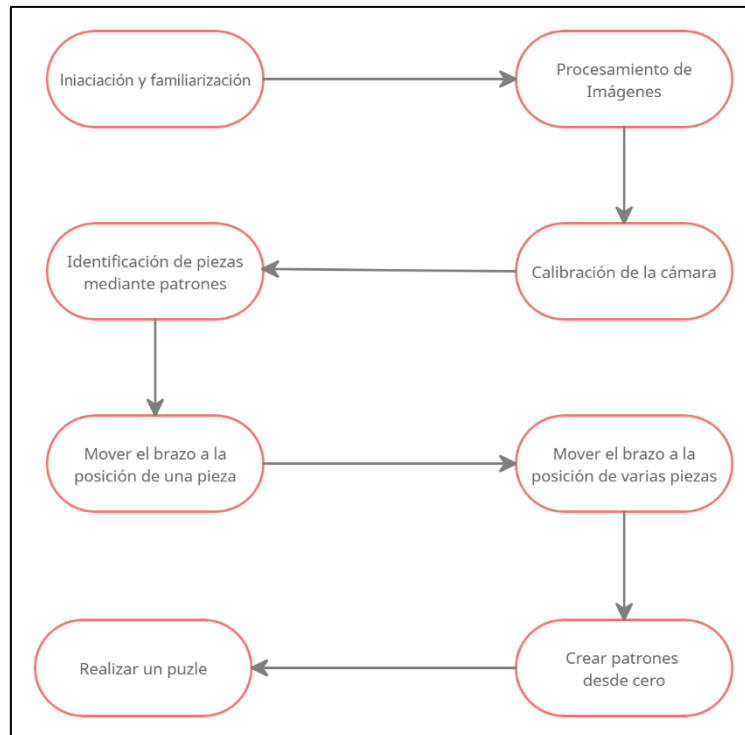 Iniaciación y familiarización
Procesamiento de
Imágenes
Calibración de la cámara
Identificación de piezas
mediante patrones
Mover el brazo a la
posición de una pieza
Mover el brazo a la
posición de varias piezas
Crear patrones
desde cero
Realizar un puzle